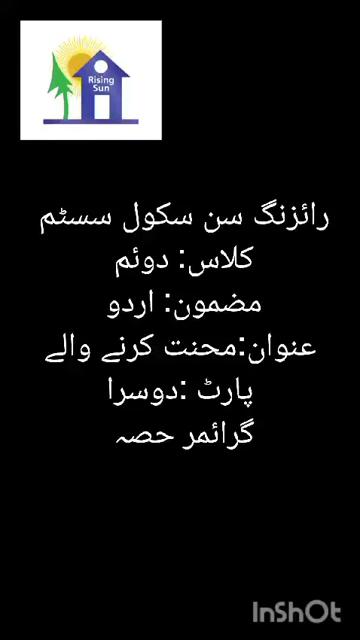 Rising
Sun
رائزنگ سن سکول سسٹم
کلاس: دوئم
مضمون: اردو
عنوان:محنت کرنے والے
پارٹ :دوسرا
گرائمر حصہ
InShOt